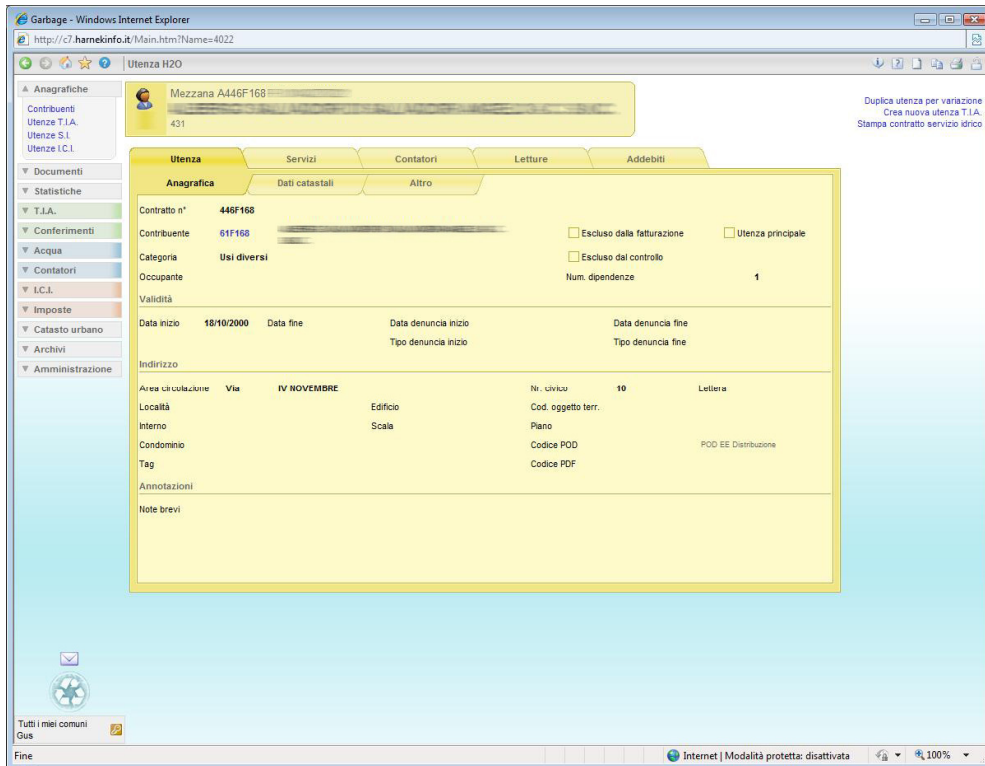 Garbage - Windows Internet Explorer
http://c7.harnekinfo.it/Main.htm?Name=4022
Utenza H2O
Anagrafiche
Contribuenti
Utenze T.I.A.
Utenze S.I.
Utenze I.C.I.
Documenti
Statistiche
T.I.A.
Conferimenti
Acqua
Contatori
I.C.I.
Imposte
Catasto urbano
Archivi
Amministrazione
Mezzana A446F168
431
Duplica utenza per variazione
Crea nuova utenza T.I.A.
Stampa contratto servizio idrico
Utenza Servizi Contatori Letture Addebiti
Anagrafica Dati catastali Altro
Contratto n° 446F168
Contribuente 61F168 Escluso dalla fatturazione Utenza principale
Categoria Usi diversi Escluso dal controllo
Occupante Num. dipendenze 1
Validità
Data inizio 18/10/2000 Data fine Data denuncia inizio Data denuncia fine
Tipo denuncia inizio Tipo denuncia fine
Indirizzo
Area circolazione Via IV NOVEMBRE Nr. civico 10 Lettera
Località Edificio Cod. oggetto terr.
Interno Scala Piano
Condominio Codice POD POD EE Distribuzione
Tag Codice PDF
Annotazioni
Note brevi
Tutti i miei comuni
Gus
Fine Internet | Modalità protetta: disattivata 100%